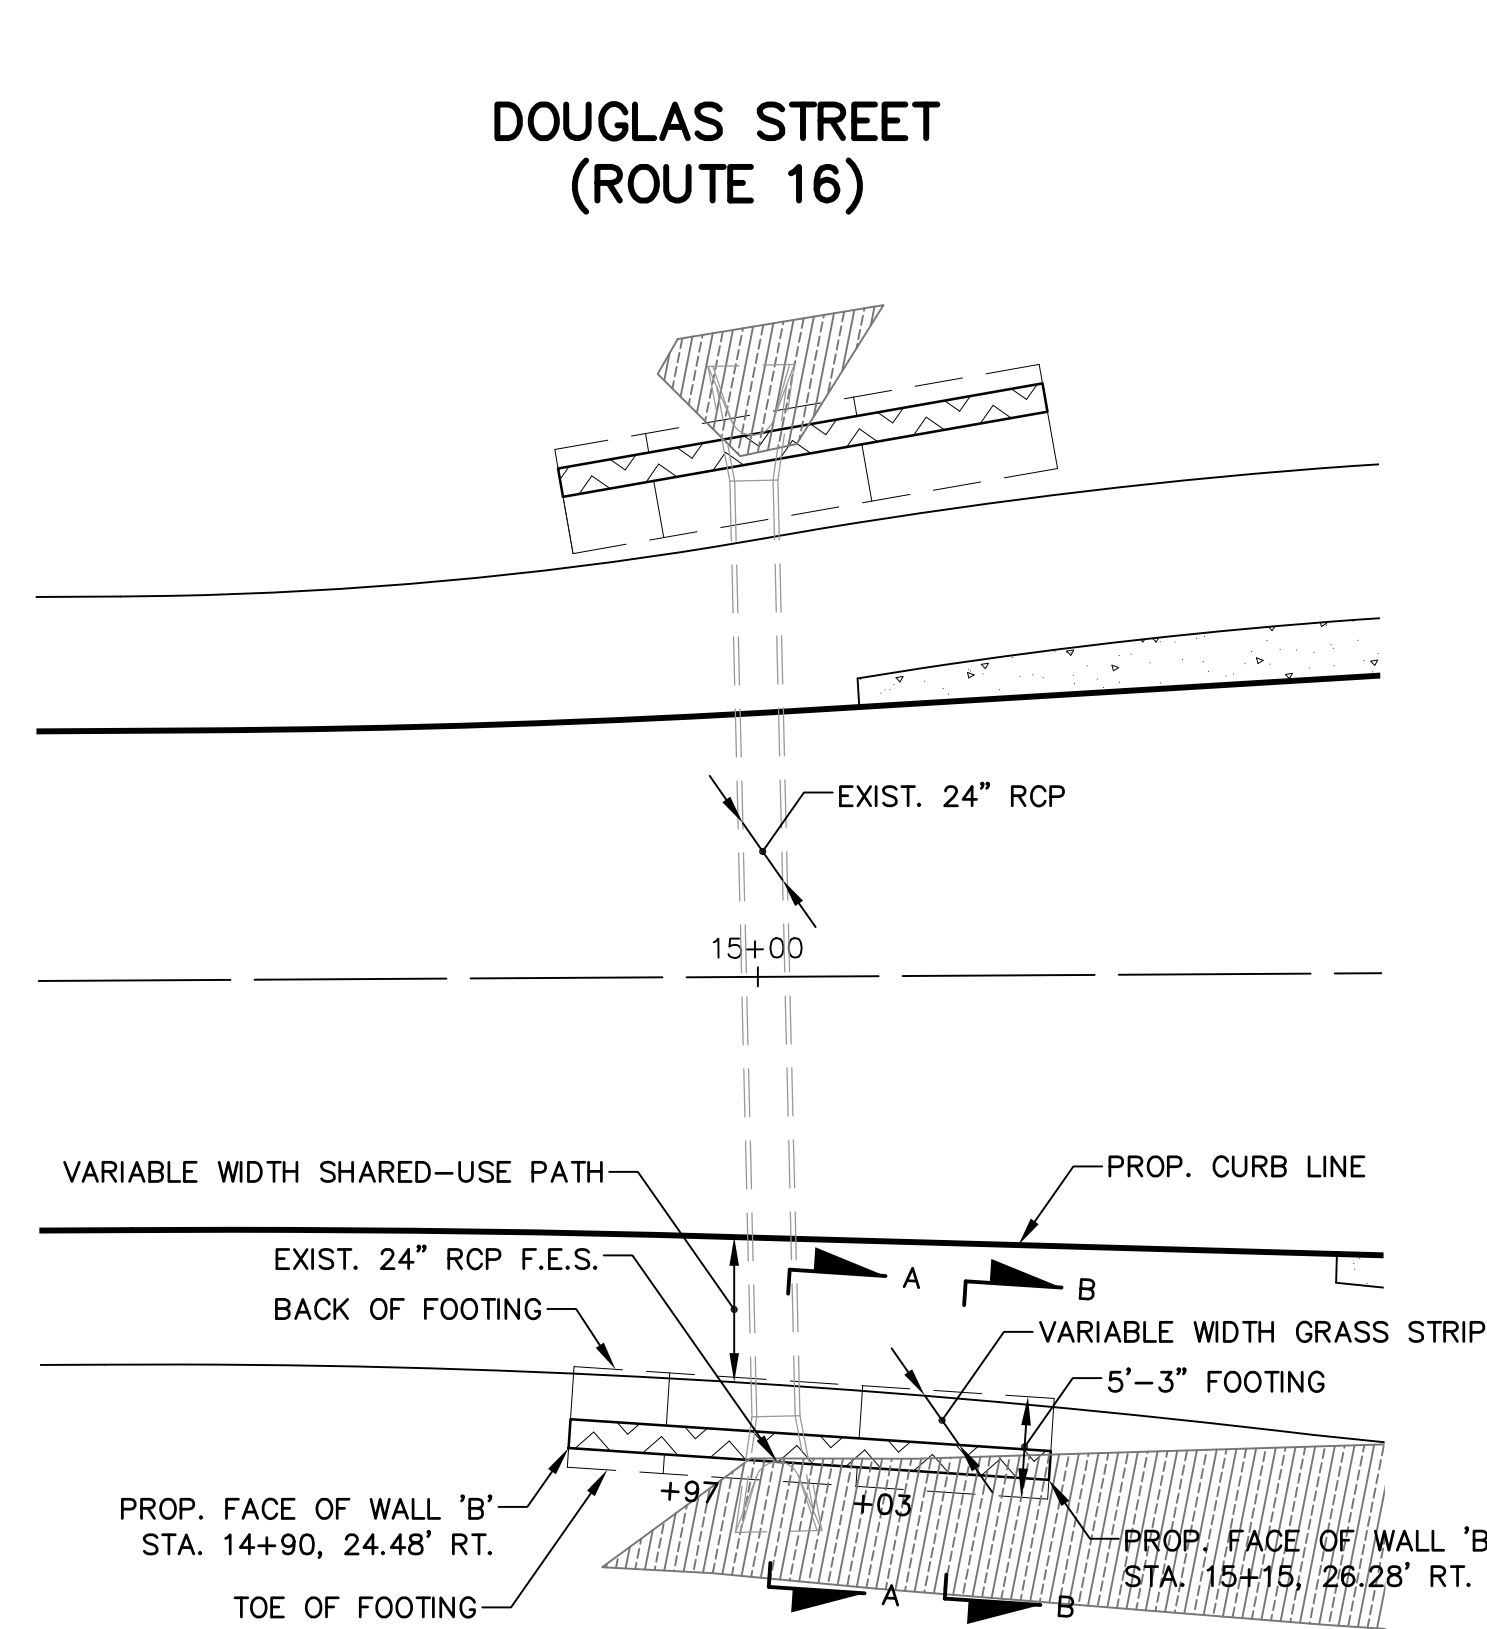 DOUGLAS STREET
(ROUTE 16)
EXIST. 24" RCP
15+00
VARIABLE WIDTH SHARED-USE PATH
PROP. CURB LINE
EXIST. 24" RCP F.E.S.
A
B
BACK OF FOOTING
VARIABLE WIDTH GRASS STRIP
5'-3" FOOTING
+97
+03
PROP. FACE OF WALL 'B'
STA. 14+90, 24.48' RT.
PROP. FACE OF WALL 'B
STA. 15+15, 26.28' RT.
TOE OF FOOTING
A
B